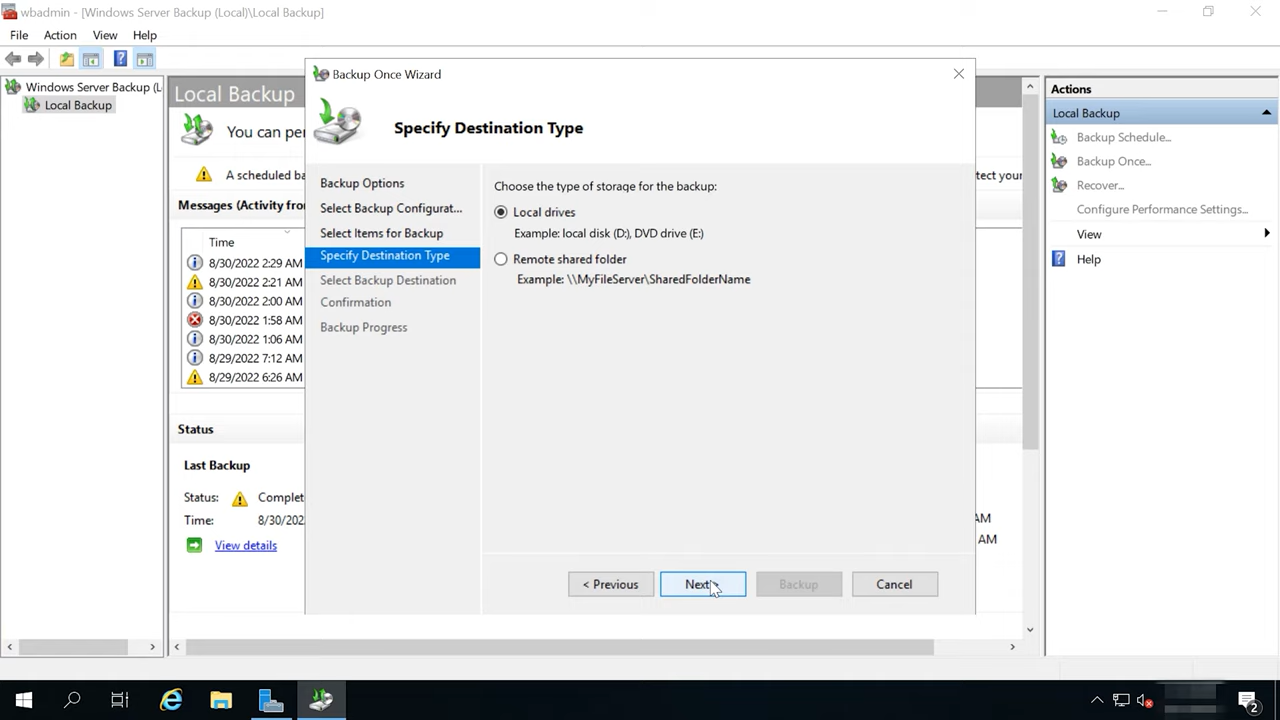 wbadmin - [Windows Server Backup (Local)\Local Backup]
File Action View Help
Windows Server Backup (L
Local Backup
Local Backup
You can per
A scheduled ba
tect your
Messages (Activity from
Time
8/30/2022 2:29 AM
8/30/2022 2:21 AM
8/30/2022 2:00 AM
8/30/2022 1:58 AM
8/30/2022 1:06 AM
8/29/2022 7:12 AM
8/29/2022 6:26 AM
Status
Last Backup
Status: Complet
Time: 8/30/202
View details
AM
AM
Backup Once Wizard
Specify Destination Type
Backup Options
Select Backup Configurat...
Select Items for Backup
Specify Destination Type
Select Backup Destination
Confirmation
Backup Progress
Choose the type of storage for the backup:
Local drives
Example: local disk (D:), DVD drive (E:)
Remote shared folder
Example: \\MyFileServer\SharedFolderName
< Previous Next Backup Cancel
Actions
Local Backup
Backup Schedule...
Backup Once...
Recover...
Configure Performance Settings...
View
Help
2